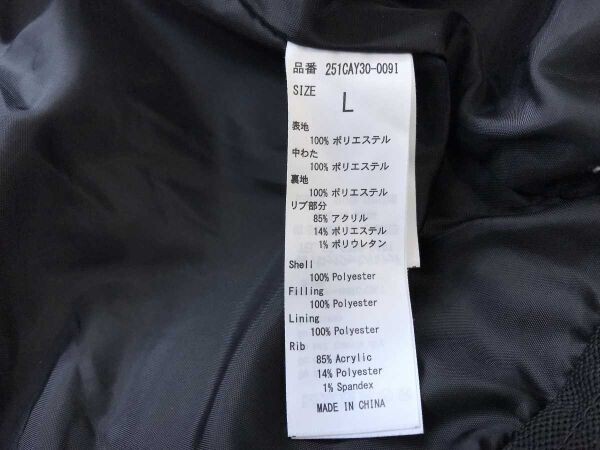 品番 251CAY30-0091
SIZE
L
表地
100% ポリエステル
中わた
100% ポリエステル
裏地
100% ポリエステル
リブ部分
85% アクリル
14% ポリエステル
1% ポリウレタン
Shell
100% Polyester
Filling
100% Polyester
Lining
100% Polyester
Rib
85% Acrylic
14% Polyester
1% Spandex
MADE IN CHINA